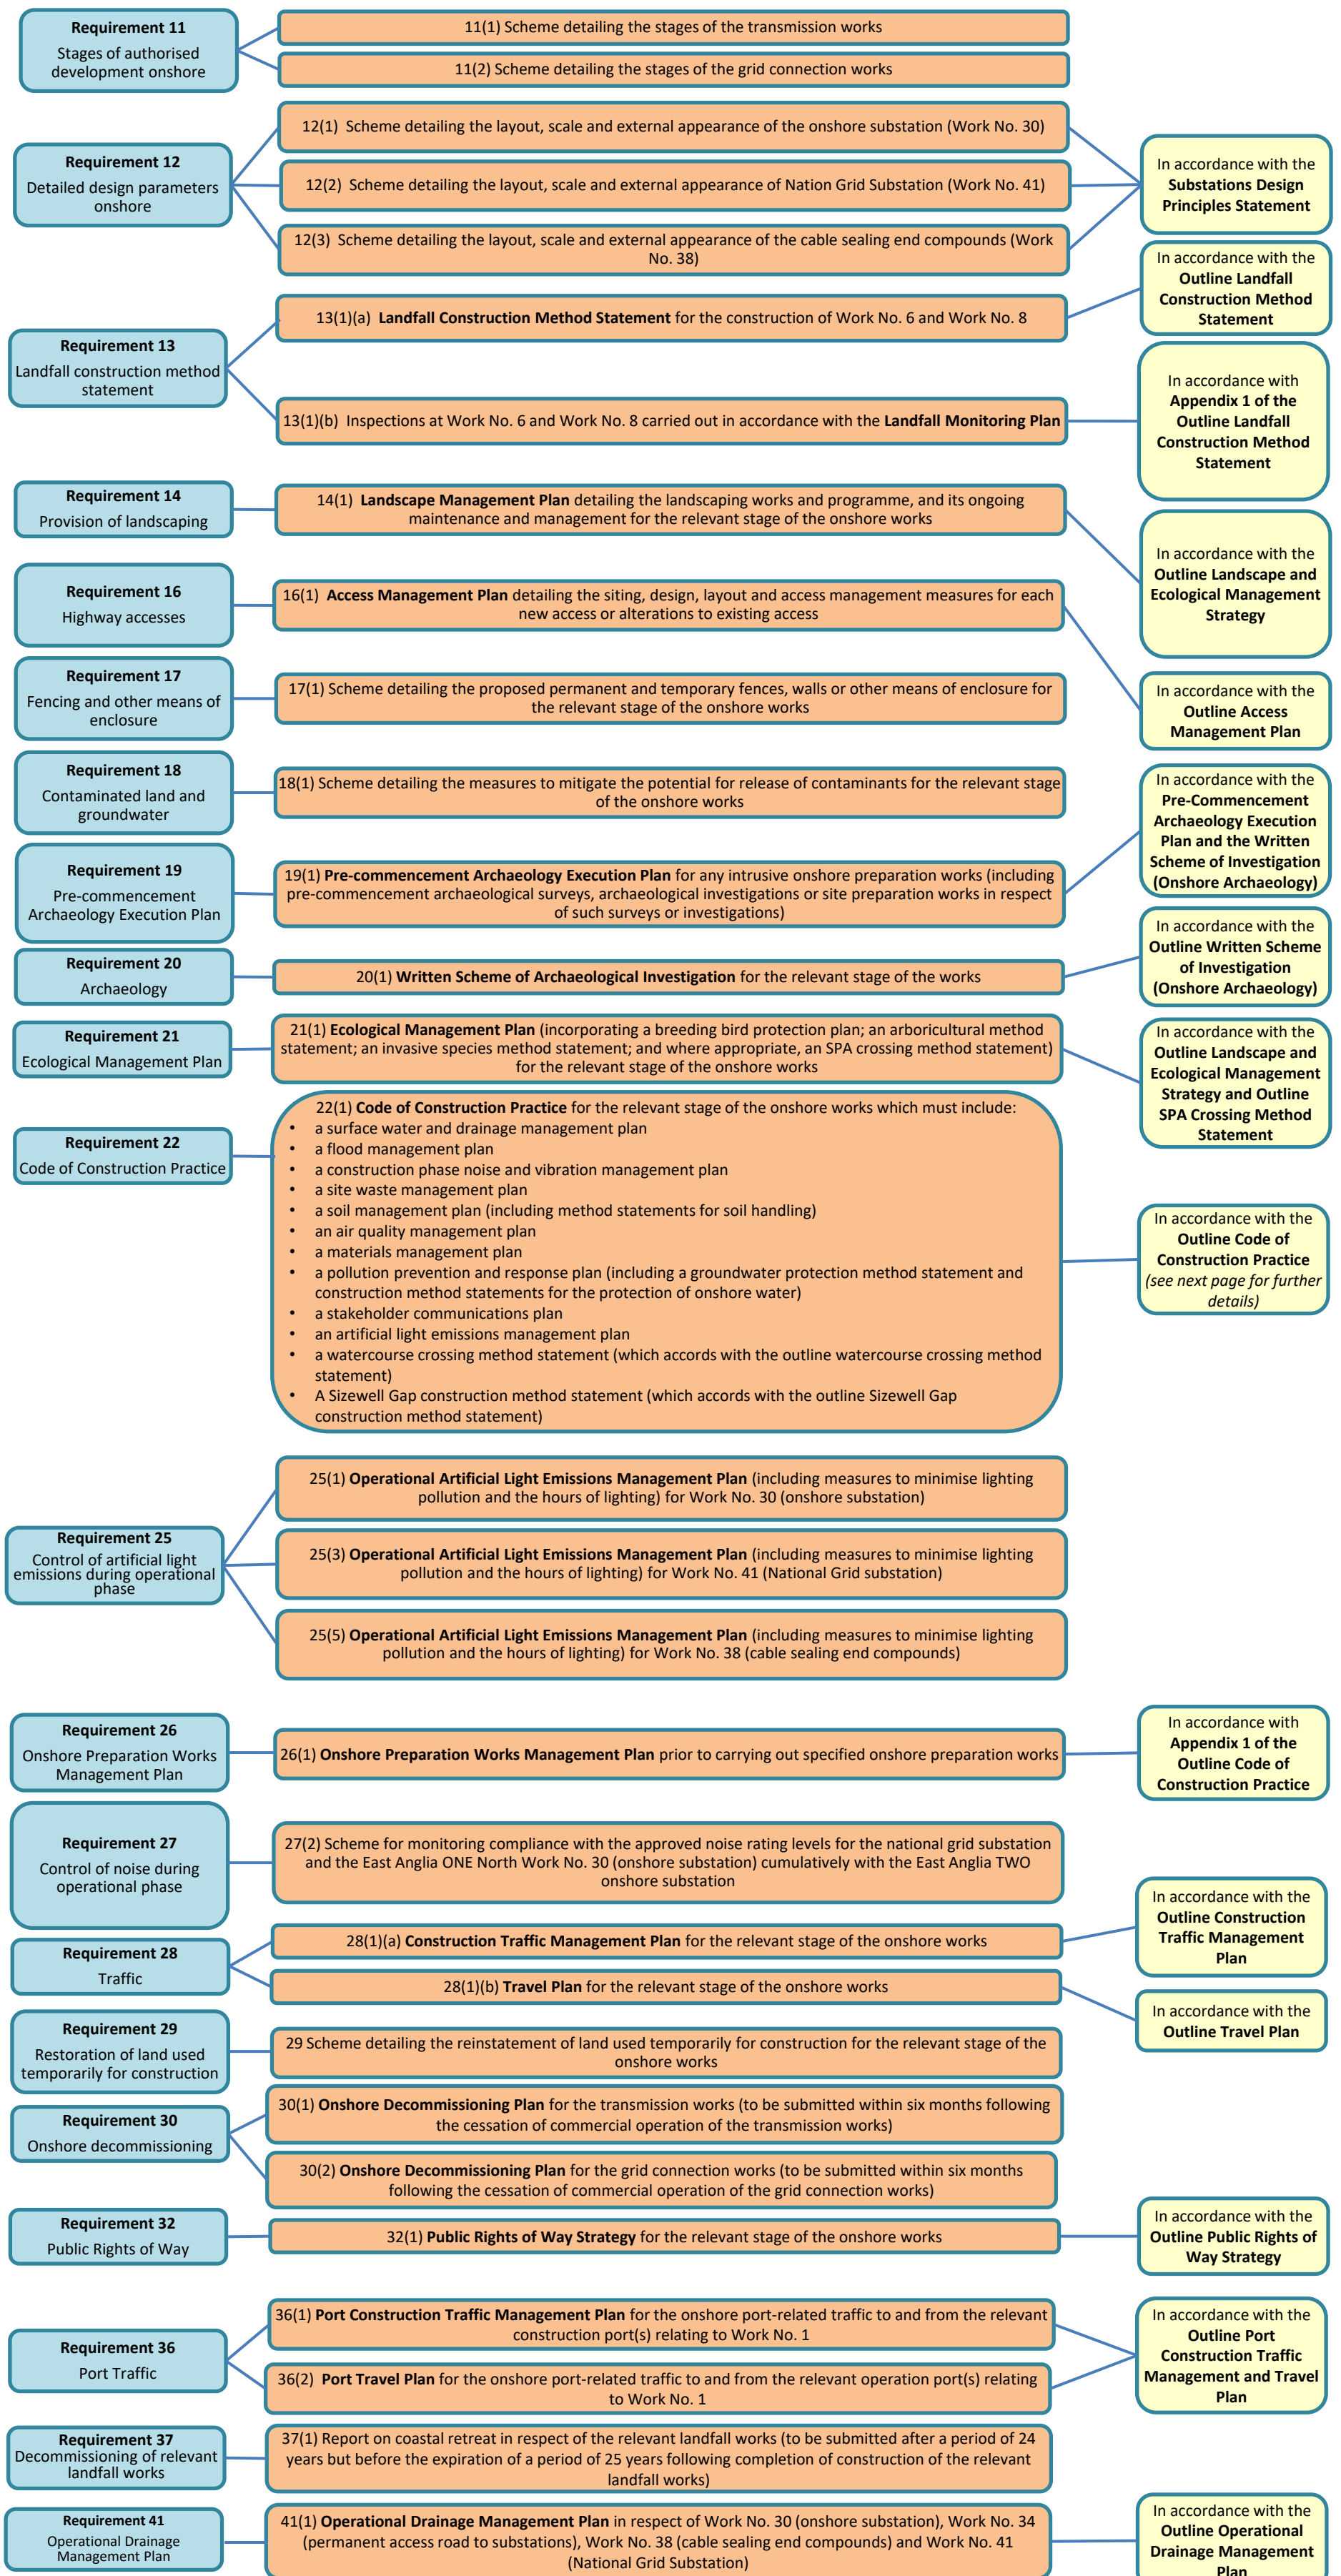 Requirement 11
Stages of authorised
development onshore
11(1) Scheme detailing the stages of the transmission works
11(2) Scheme detailing the stages of the grid connection works
Requirement 12
Detailed design parameters
onshore
12(1) Scheme detailing the layout, scale and external appearance of the onshore substation (Work No. 30)
12(2) Scheme detailing the layout, scale and external appearance of Nation Grid Substation (Work No. 41)
12(3) Scheme detailing the layout, scale and external appearance of the cable sealing end compounds (Work
No. 38)
In accordance with the
Substations Design
Principles Statement
Requirement 13
Landfall construction method
statement
13(1)(a) Landfall Construction Method Statement for the construction of Work No. 6 and Work No. 8
In accordance with the
Outline Landfall
Construction Method
Statement
13(1)(b) Inspections at Work No. 6 and Work No. 8 carried out in accordance with the Landfall Monitoring Plan
In accordance with
Appendix 1 of the
Outline Landfall
Construction Method
Statement
Requirement 14
Provision of landscaping
14(1) Landscape Management Plan detailing the landscaping works and programme, and its ongoing
maintenance and management for the relevant stage of the onshore works
In accordance with the
Outline Landscape and
Ecological Management
Strategy
Requirement 16
Highway accesses
16(1) Access Management Plan detailing the siting, design, layout and access management measures for each
new access or alterations to existing access
In accordance with the
Outline Access
Management Plan
Requirement 17
Fencing and other means of
enclosure
17(1) Scheme detailing the proposed permanent and temporary fences, walls or other means of enclosure for
the relevant stage of the onshore works
Requirement 18
Contaminated land and
groundwater
18(1) Scheme detailing the measures to mitigate the potential for release of contaminants for the relevant stage
of the onshore works
Requirement 19
Pre-commencement
Archaeology Execution Plan
19(1) Pre-commencement Archaeology Execution Plan for any intrusive onshore preparation works (including
pre-commencement archaeological surveys, archaeological investigations or site preparation works in respect
of such surveys or investigations)
In accordance with the
Pre-Commencement
Archaeology Execution
Plan and the Written
Scheme of Investigation
(Onshore Archaeology)
Requirement 20
Archaeology
20(1) Written Scheme of Archaeological Investigation for the relevant stage of the works
In accordance with the
Outline Written Scheme
of Investigation
(Onshore Archaeology)
Requirement 21
Ecological Management Plan
21(1) Ecological Management Plan (incorporating a breeding bird protection plan; an arboricultural method
statement; an invasive species method statement; and where appropriate, an SPA crossing method statement)
for the relevant stage of the onshore works
In accordance with the
Outline Landscape and
Ecological Management
Strategy and Outline
SPA Crossing Method
Statement
Requirement 22
Code of Construction Practice
22(1) Code of Construction Practice for the relevant stage of the onshore works which must include:
• a surface water and drainage management plan
• a flood management plan
• a construction phase noise and vibration management plan
• a site waste management plan
• a soil management plan (including method statements for soil handling)
• an air quality management plan
• a materials management plan
• a pollution prevention and response plan (including a groundwater protection method statement and
construction method statements for the protection of onshore water)
• a stakeholder communications plan
• an artificial light emissions management plan
• a watercourse crossing method statement (which accords with the outline watercourse crossing method
statement)
• A Sizewell Gap construction method statement (which accords with the outline Sizewell Gap
construction method statement)
In accordance with the
Outline Code of
Construction Practice
(see next page for further
details)
Requirement 25
Control of artificial light
emissions during operational
phase
25(1) Operational Artificial Light Emissions Management Plan (including measures to minimise lighting
pollution and the hours of lighting) for Work No. 30 (onshore substation)
25(3) Operational Artificial Light Emissions Management Plan (including measures to minimise lighting
pollution and the hours of lighting) for Work No. 41 (National Grid substation)
25(5) Operational Artificial Light Emissions Management Plan (including measures to minimise lighting
pollution and the hours of lighting) for Work No. 38 (cable sealing end compounds)
Requirement 26
Onshore Preparation Works
Management Plan
26(1) Onshore Preparation Works Management Plan prior to carrying out specified onshore preparation works
In accordance with
Appendix 1 of the
Outline Code of
Construction Practice
Requirement 27
Control of noise during
operational phase
27(2) Scheme for monitoring compliance with the approved noise rating levels for the national grid substation
and the East Anglia ONE North Work No. 30 (onshore substation) cumulatively with the East Anglia TWO
onshore substation
Requirement 28
Traffic
28(1)(a) Construction Traffic Management Plan for the relevant stage of the onshore works
In accordance with the
Outline Construction
Traffic Management
Plan
28(1)(b) Travel Plan for the relevant stage of the onshore works
In accordance with the
Outline Travel Plan
Requirement 29
Restoration of land used
temporarily for construction
29 Scheme detailing the reinstatement of land used temporarily for construction for the relevant stage of the
onshore works
Requirement 30
Onshore decommissioning
30(1) Onshore Decommissioning Plan for the transmission works (to be submitted within six months following
the cessation of commercial operation of the transmission works)
30(2) Onshore Decommissioning Plan for the grid connection works (to be submitted within six months
following the cessation of commercial operation of the grid connection works)
Requirement 32
Public Rights of Way
32(1) Public Rights of Way Strategy for the relevant stage of the onshore works
In accordance with the
Outline Public Rights of
Way Strategy
Requirement 36
Port Traffic
36(1) Port Construction Traffic Management Plan for the onshore port-related traffic to and from the relevant
construction port(s) relating to Work No. 1
36(2) Port Travel Plan for the onshore port-related traffic to and from the relevant operation port(s) relating
to Work No. 1
In accordance with the
Outline Port
Construction Traffic
Management and Travel
Plan
Requirement 37
Decommissioning of relevant
landfall works
37(1) Report on coastal retreat in respect of the relevant landfall works (to be submitted after a period of 24
years but before the expiration of a period of 25 years following completion of construction of the relevant
landfall works)
Requirement 41
Operational Drainage
Management Plan
41(1) Operational Drainage Management Plan in respect of Work No. 30 (onshore substation), Work No. 34
(permanent access road to substations), Work No. 38 (cable sealing end compounds) and Work No. 41
(National Grid Substation)
In accordance with the
Outline Operational
Drainage Management
Plan